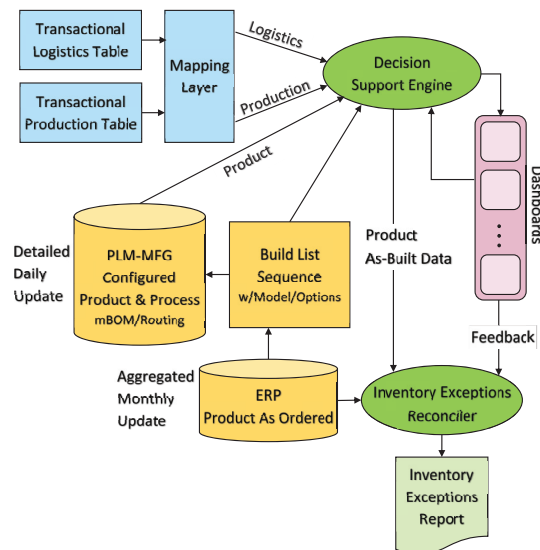 Transactional
Logistics Table
Mapping
Layer
Logistics
Decision
Support Engine
Transactional
Production Table
Production
Product
Dashboards
Detailed
Daily
Update
PLM-MFG
Configured
Product & Process
mBOM/Routing
Build List
Sequence
w/Model/Options
Product
As-Built Data
Feedback
Aggregated
Monthly
Update
ERP
Product As Ordered
Inventory Exceptions
Reconciler
Inventory
Exceptions
Report